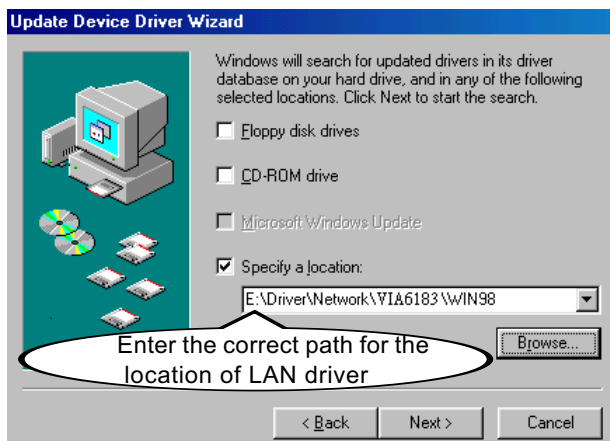 Update Device Driver Wizard
Windows will search for updated drivers in its driver
database on your hard drive, and in any of the following
selected locations. Click Next to start the search.
Floppy disk drives
CD-ROM drive
Microsoft Windows Update
Specify a location:
E:\Driver\Network\VIA6183\WIN98
Enter the correct path for the
location of LAN driver
Browse...
< Back
Next >
Cancel